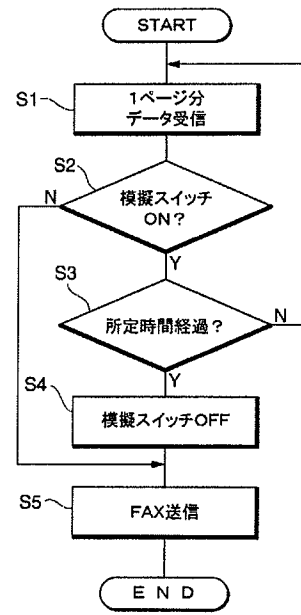 START
S1
1ページ分
データ受信
S2
N
模擬スイッチ
ON?
Y
S3
所定時間経過?
N
Y
S4
模擬スイッチOFF
S5
FAX送信
E N D